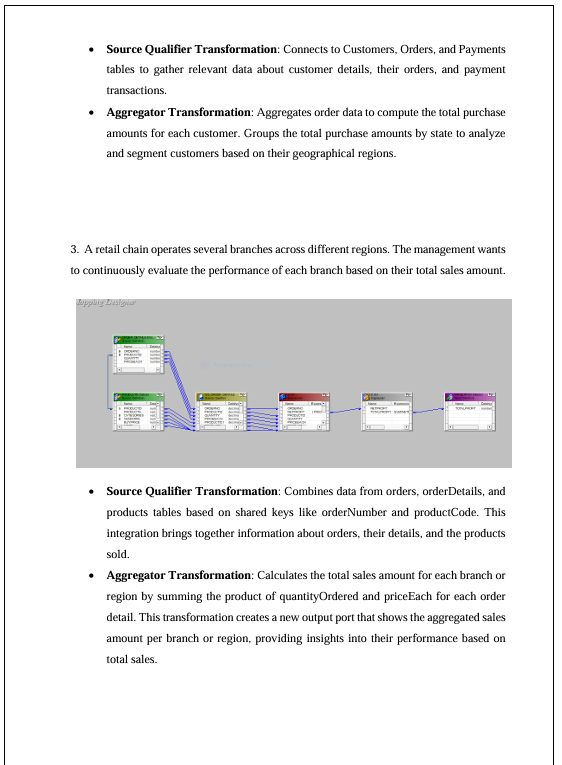 • Source Qualifier Transformation: Connects to Customers, Orders, and Payments
tables to gather relevant data about customer details, their orders, and payment
transactions.
• Aggregator Transformation: Aggregates order data to compute the total purchase
amounts for each customer. Groups the total purchase amounts by state to analyze
and segment customers based on their geographical regions.
3. A retail chain operates several branches across different regions. The management wants
to continuously evaluate the performance of each branch based on their total sales amount.
Designer
• Source Qualifier Transformation: Combines data from orders, orderDetails, and
products tables based on shared keys like orderNumber and productCode. This
integration brings together information about orders, their details, and the products
sold.
• Aggregator Transformation: Calculates the total sales amount for each branch or
region by summing the product of quantityOrdered and priceEach for each order
detail. This transformation creates a new output port that shows the aggregated sales
amount per branch or region, providing insights into their performance based on
total sales.